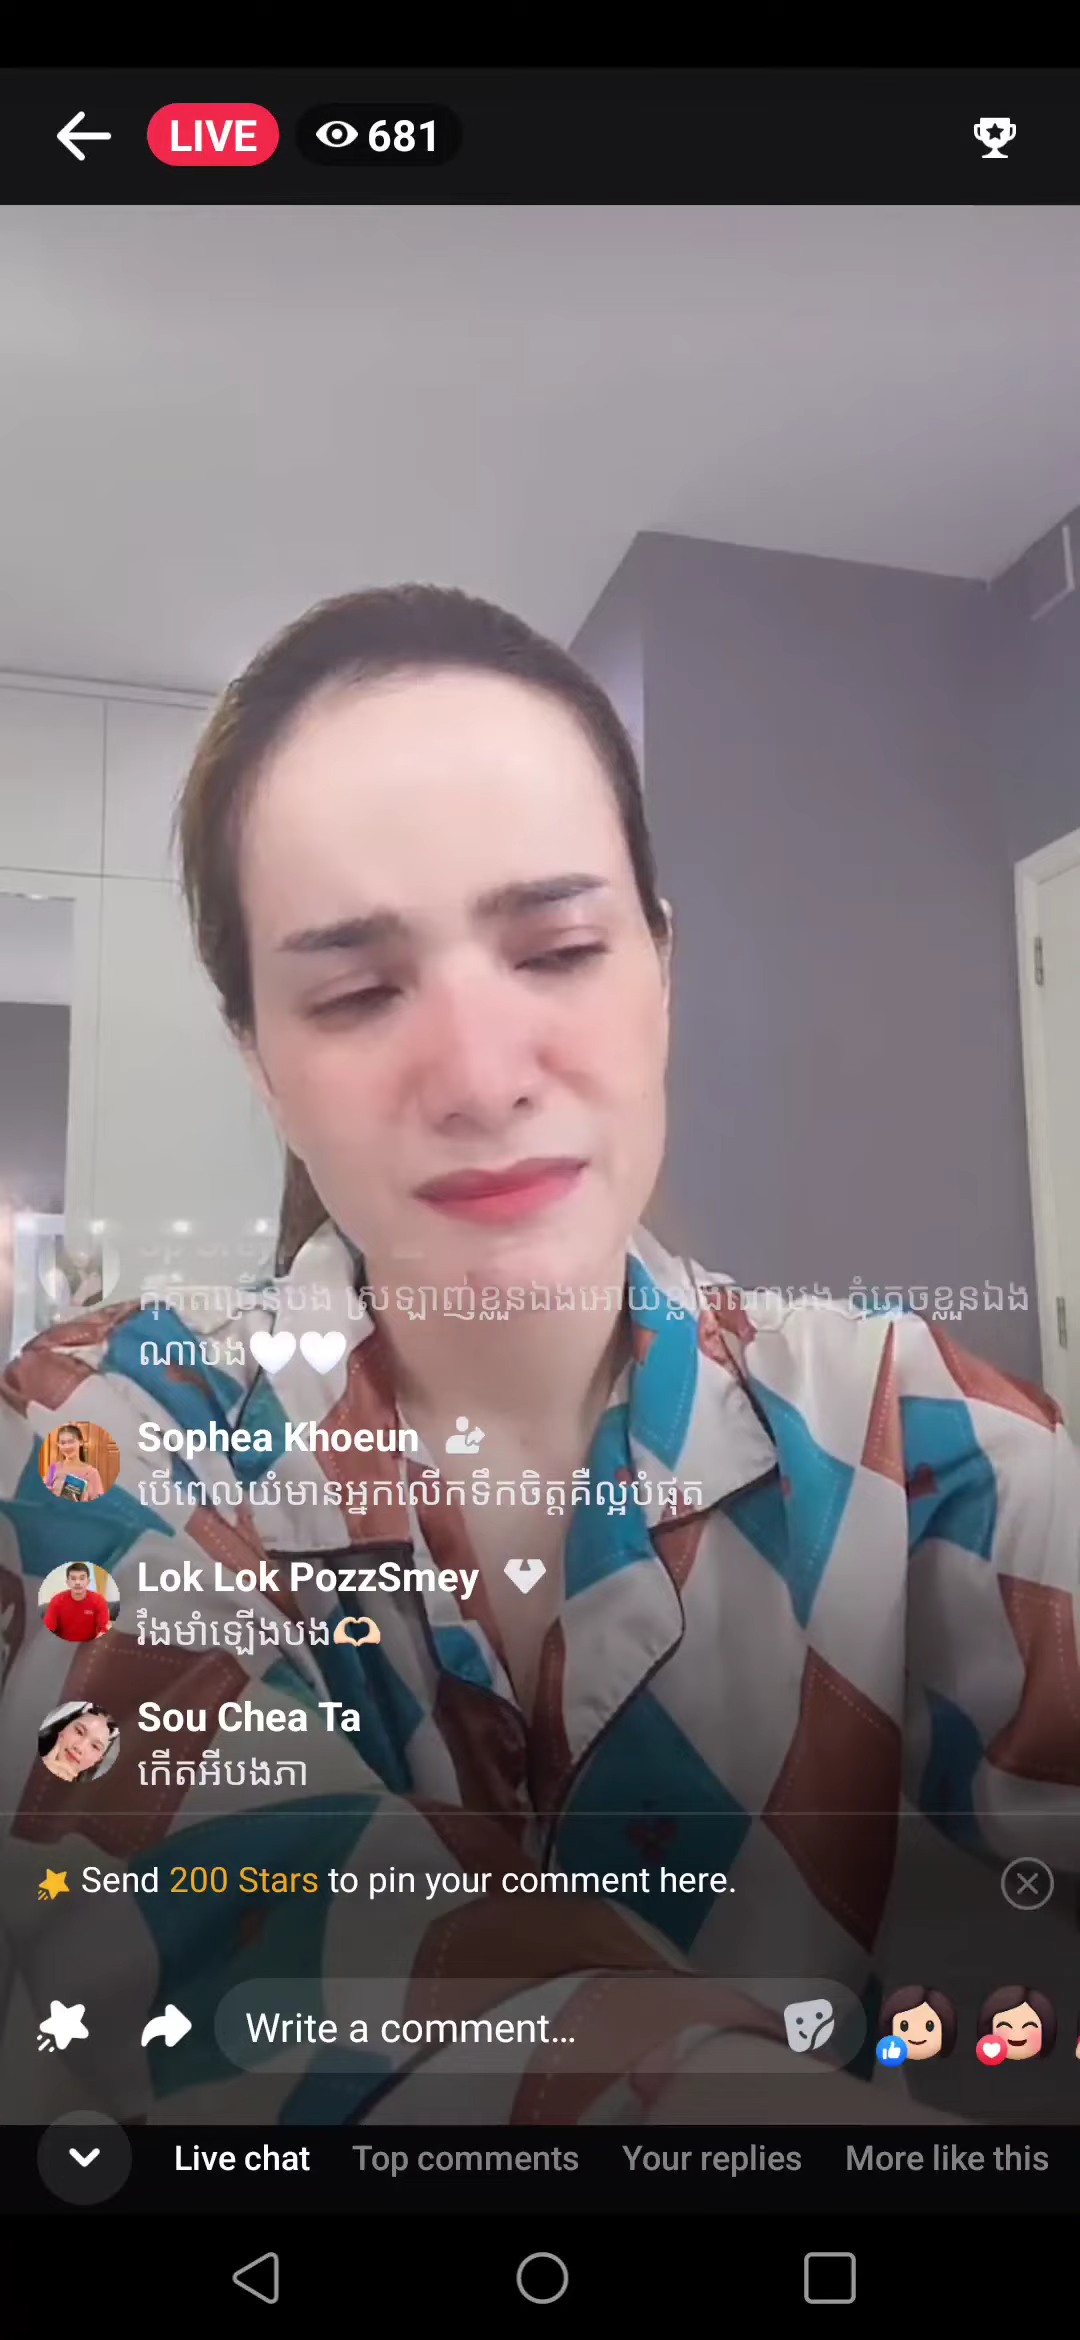 LIVE
681
គិតច្រើនបង ស្រឡាញ់ខ្លួនឯងអោយខ្លាំងណាបង កុំភ្លេចខ្លួនឯង
ណាបង🤍🤍
Sophea Khoeun
បើពេលយំមានអ្នកលើកទឹកចិត្តគឺល្អបំផុត
Lok Lok PozzSmey
រឹងមាំឡើងបង🫶🏻
Sou Chea Ta
កើតអីបងភា
Send 200 Stars to pin your comment here.
Write a comment...
Live chat
Top comments
Your replies
More like this